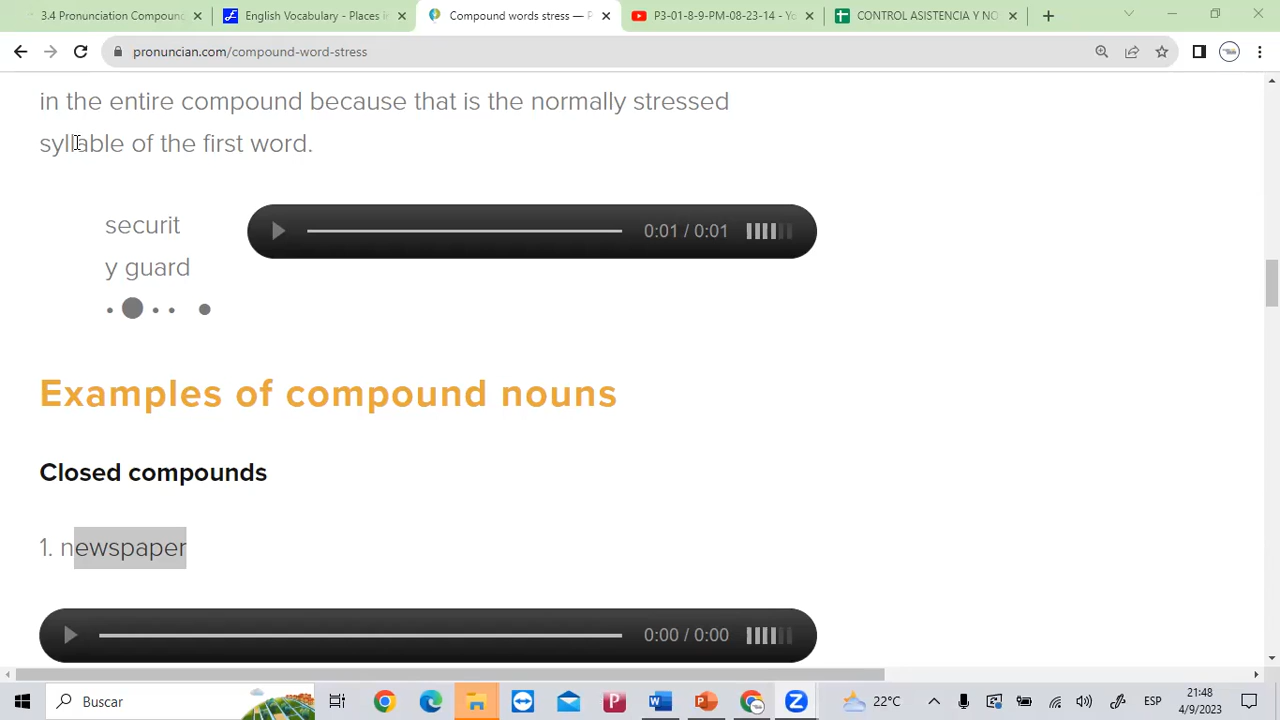 3.4 Pronunciation Compound
English Vocabulary - Places in
Compound words stress — P
P3-01-8-9-PM-08-23-14 - Yo
CONTROL ASISTENCIA Y NO
pronuncian.com/compound-word-stress
in the entire compound because that is the normally stressed
syllable of the first word.
securit
y guard
0:01 / 0:01
Examples of compound nouns
Closed compounds
1. newspaper
0:00 / 0:00
Buscar
22°C
ESP
21:48
4/9/2023